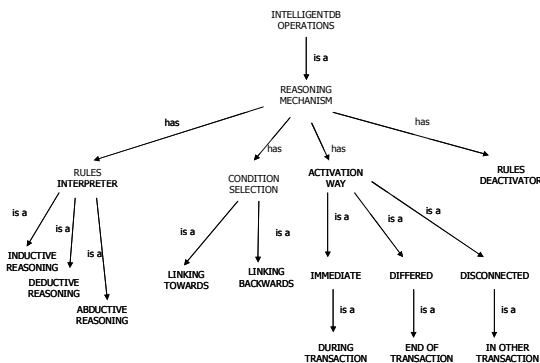 INTELLIGENTDB
OPERATIONS
is a
REASONING
MECHANISM
has
has
has
has
RULES
INTERPRETER
CONDITION
SELECTION
ACTIVATION
WAY
RULES
DEACTIVATOR
is a
is a
is a
is a
is a
is a
is a
is a
INDUCTIVE
REASONING
DEDUCTIVE
REASONING
ABDUCTIVE
REASONING
LINKING
TOWARDS
LINKING
BACKWARDS
IMMEDIATE
DIFFERED
DISCONNECTED
is a
is a
is a
DURING
TRANSACTION
END OF
TRANSACTION
IN OTHER
TRANSACTION